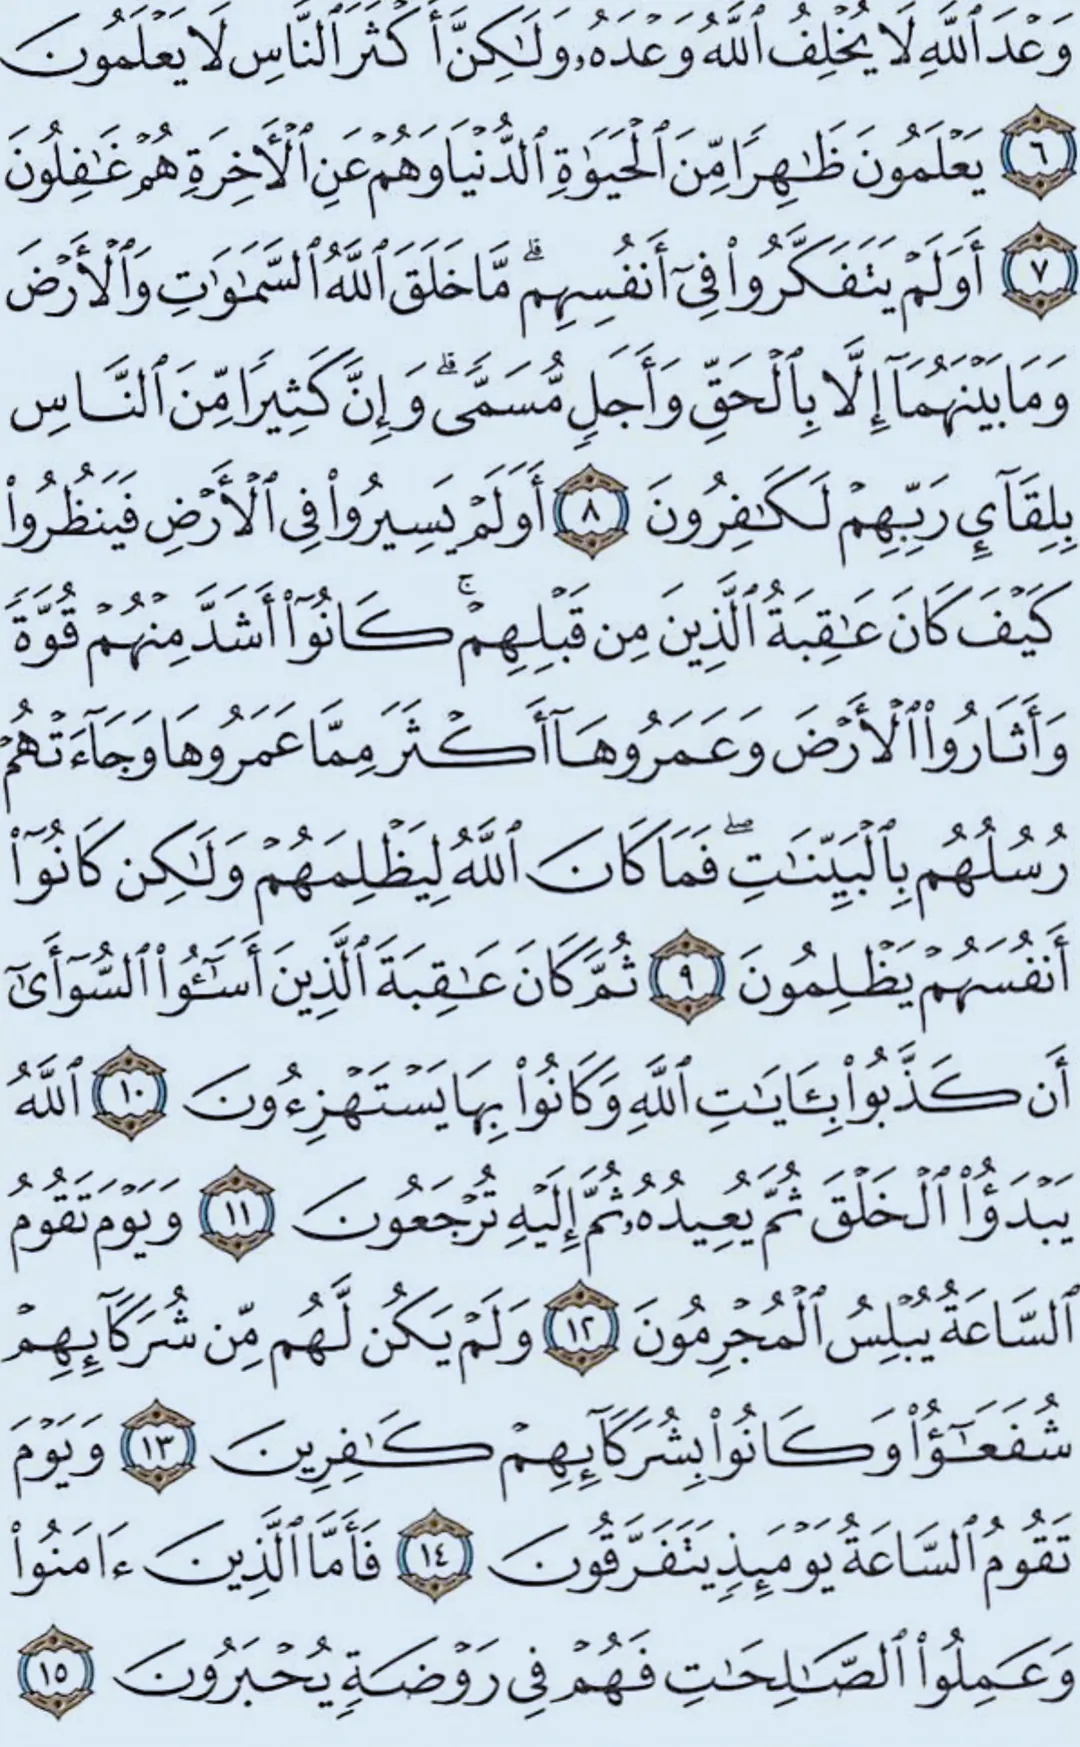 وَعْدَ ٱللَّهِ لَا يُخْلِفُ ٱللَّهُ وَعْدَهُۥ وَلَٰكِنَّ أَكْثَرَ ٱلنَّاسِ لَا يَعْلَمُونَ
٦ يَعْلَمُونَ ظَٰهِرًا مِّنَ ٱلْحَيَوٰةِ ٱلدُّنْيَا وَهُمْ عَنِ ٱلْأَخِرَةِ هُمْ غَٰفِلُونَ
٧ أَوَلَمْ يَتَفَكَّرُوا۟ فِىٓ أَنفُسِهِم ۗ مَّا خَلَقَ ٱللَّهُ ٱلسَّمَٰوَٰتِ وَٱلْأَرْضَ
وَمَا بَيْنَهُمَآ إِلَّا بِٱلْحَقِّ وَأَجَلٍ مُّسَمًّى ۗ وَإِنَّ كَثِيرًا مِّنَ ٱلنَّاسِ
بِلِقَآئِ رَبِّهِمْ لَكَٰفِرُونَ ٨ أَوَلَمْ يَسِيرُوا۟ فِى ٱلْأَرْضِ فَيَنظُرُوا۟
كَيْفَ كَانَ عَٰقِبَةُ ٱلَّذِينَ مِن قَبْلِهِمْ ۚ كَانُوٓا۟ أَشَدَّ مِنْهُمْ قُوَّةً
وَأَثَارُوا۟ ٱلْأَرْضَ وَعَمَرُوهَآ أَكْثَرَ مِمَّا عَمَرُوهَا وَجَآءَتْهُمْ
رُسُلُهُم بِٱلْبَيِّنَٰتِ ۖ فَمَا كَانَ ٱللَّهُ لِيَظْلِمَهُمْ وَلَٰكِن كَانُوٓا۟
أَنفُسَهُمْ يَظْلِمُونَ ٩ ثُمَّ كَانَ عَٰقِبَةَ ٱلَّذِينَ أَسَٰٓـُٔوا۟ ٱلسُّوٓأَىٰٓ
أَن كَذَّبُوا۟ بِـَٔايَٰتِ ٱللَّهِ وَكَانُوا۟ بِهَا يَسْتَهْزِءُونَ ١٠ ٱللَّهُ
يَبْدَؤُا۟ ٱلْخَلْقَ ثُمَّ يُعِيدُهُۥ ثُمَّ إِلَيْهِ تُرْجَعُونَ ١١ وَيَوْمَ تَقُومُ
ٱلسَّاعَةُ يُبْلِسُ ٱلْمُجْرِمُونَ ١٢ وَلَمْ يَكُن لَّهُم مِّن شُرَكَآئِهِمْ
شُفَعَٰٓؤُا۟ وَكَانُوا۟ بِشُرَكَآئِهِمْ كَٰفِرِينَ ١٣ وَيَوْمَ
تَقُومُ ٱلسَّاعَةُ يَوْمَئِذٍ يَتَفَرَّقُونَ ١٤ فَأَمَّا ٱلَّذِينَ ءَامَنُوا۟
وَعَمِلُوا۟ ٱلصَّٰلِحَٰتِ فَهُمْ فِى رَوْضَةٍ يُحْبَرُونَ ١٥